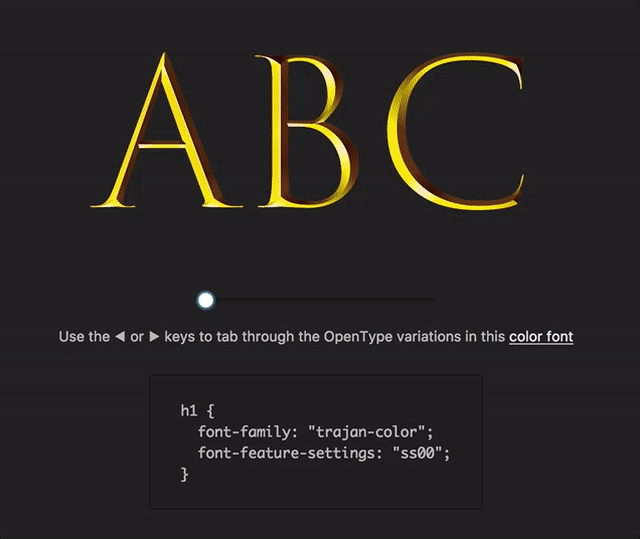 ABC
Use the ◀ or ▶ keys to tab through the OpenType variations in this color font
h1 {
  font-family: "trajan-color";
  font-feature-settings: "ss00";
}